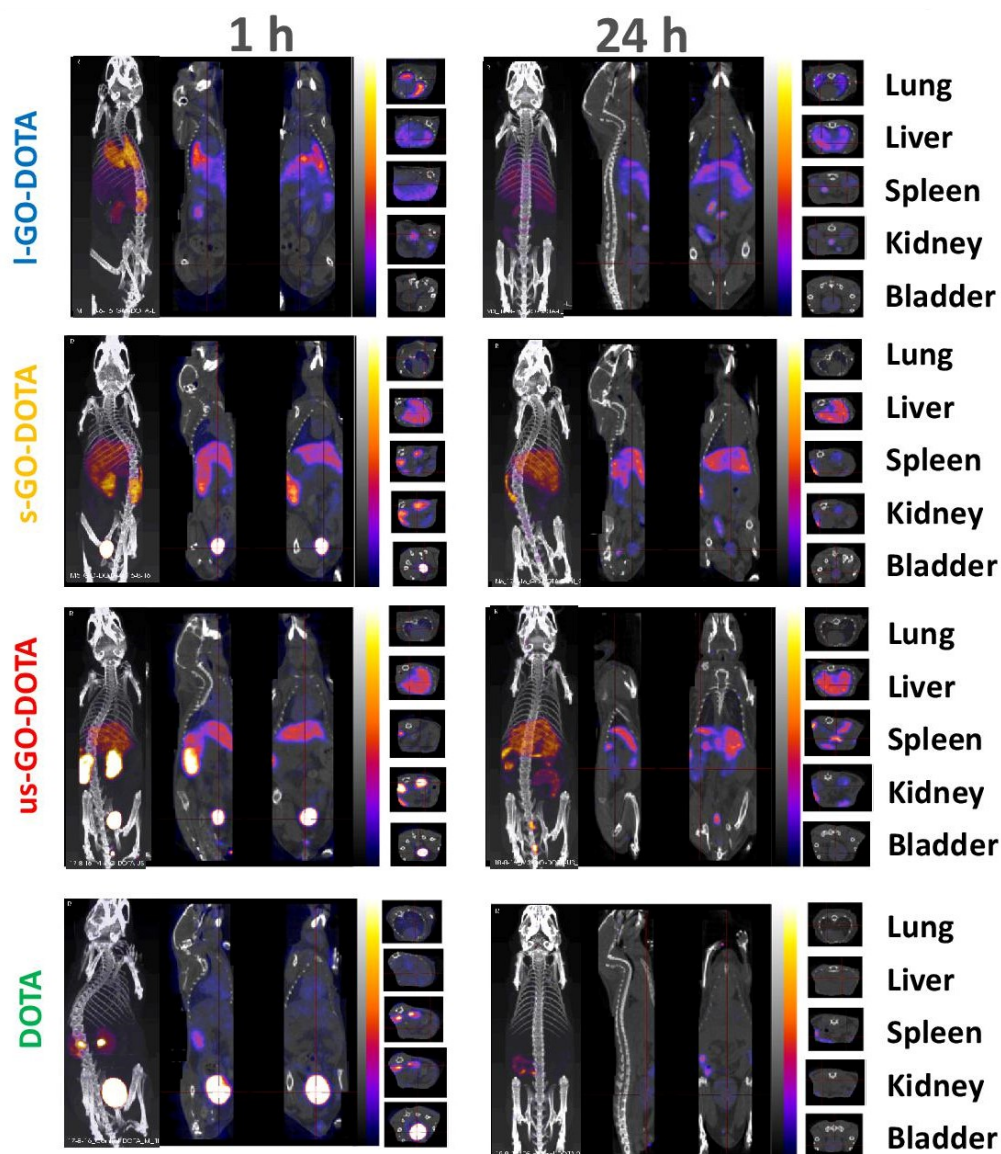 1 h 24 h
l-GO-DOTA
Lung
Liver
Spleen
Kidney
Bladder
s-GO-DOTA
Lung
Liver
Spleen
Kidney
Bladder
us-GO-DOTA
Lung
Liver
Spleen
Kidney
Bladder
DOTA
Lung
Liver
Spleen
Kidney
Bladder